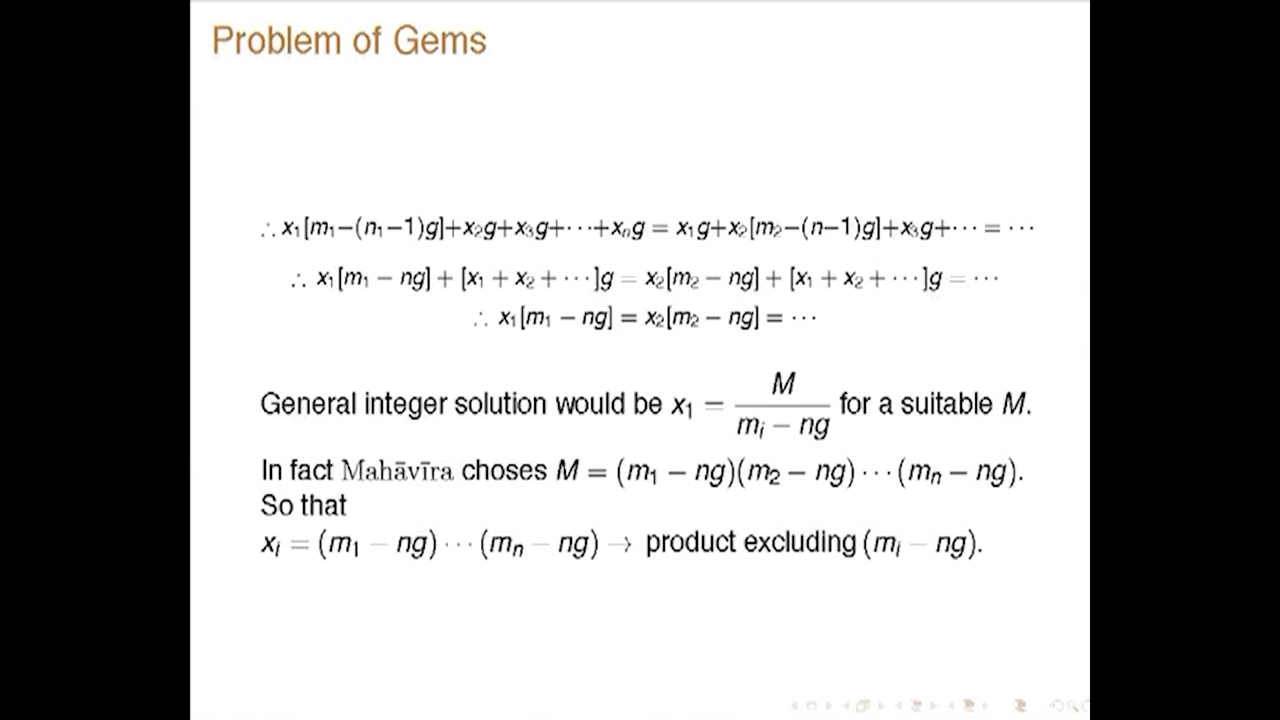 Problem of Gems
∴ x₁[m₁−(n₁−1)g]+x₂g+x₃g+⋯+xₙg = x₁g+x₂[m₂−(n−1)g]+x₃g+⋯ = ⋯
∴ x₁[m₁ − ng] + [x₁ + x₂ + ⋯]g = x₂[m₂ − ng] + [x₁ + x₂ + ⋯]g = ⋯
∴ x₁[m₁ − ng] = x₂[m₂ − ng] = ⋯
General integer solution would be x₁ = M / (mᵢ − ng) for a suitable M.
In fact Mahāvīra choses M = (m₁ − ng)(m₂ − ng) ⋯ (mₙ − ng).
So that
xᵢ = (m₁ − ng) ⋯ (mₙ − ng) → product excluding (mᵢ − ng).